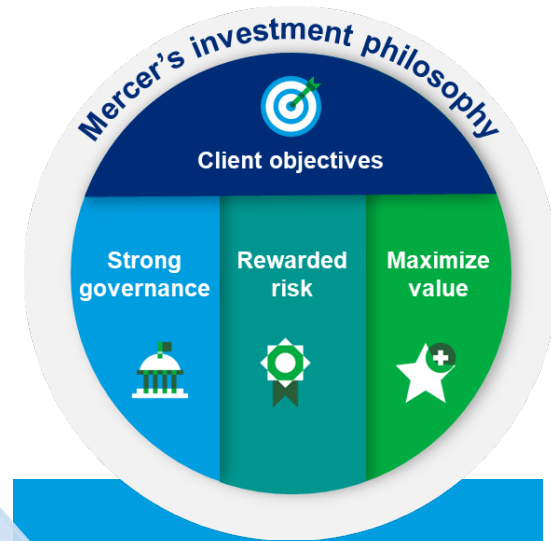 Mercer's investment philosophy
Client objectives
Strong
governance
Rewarded
risk
Maximize
value